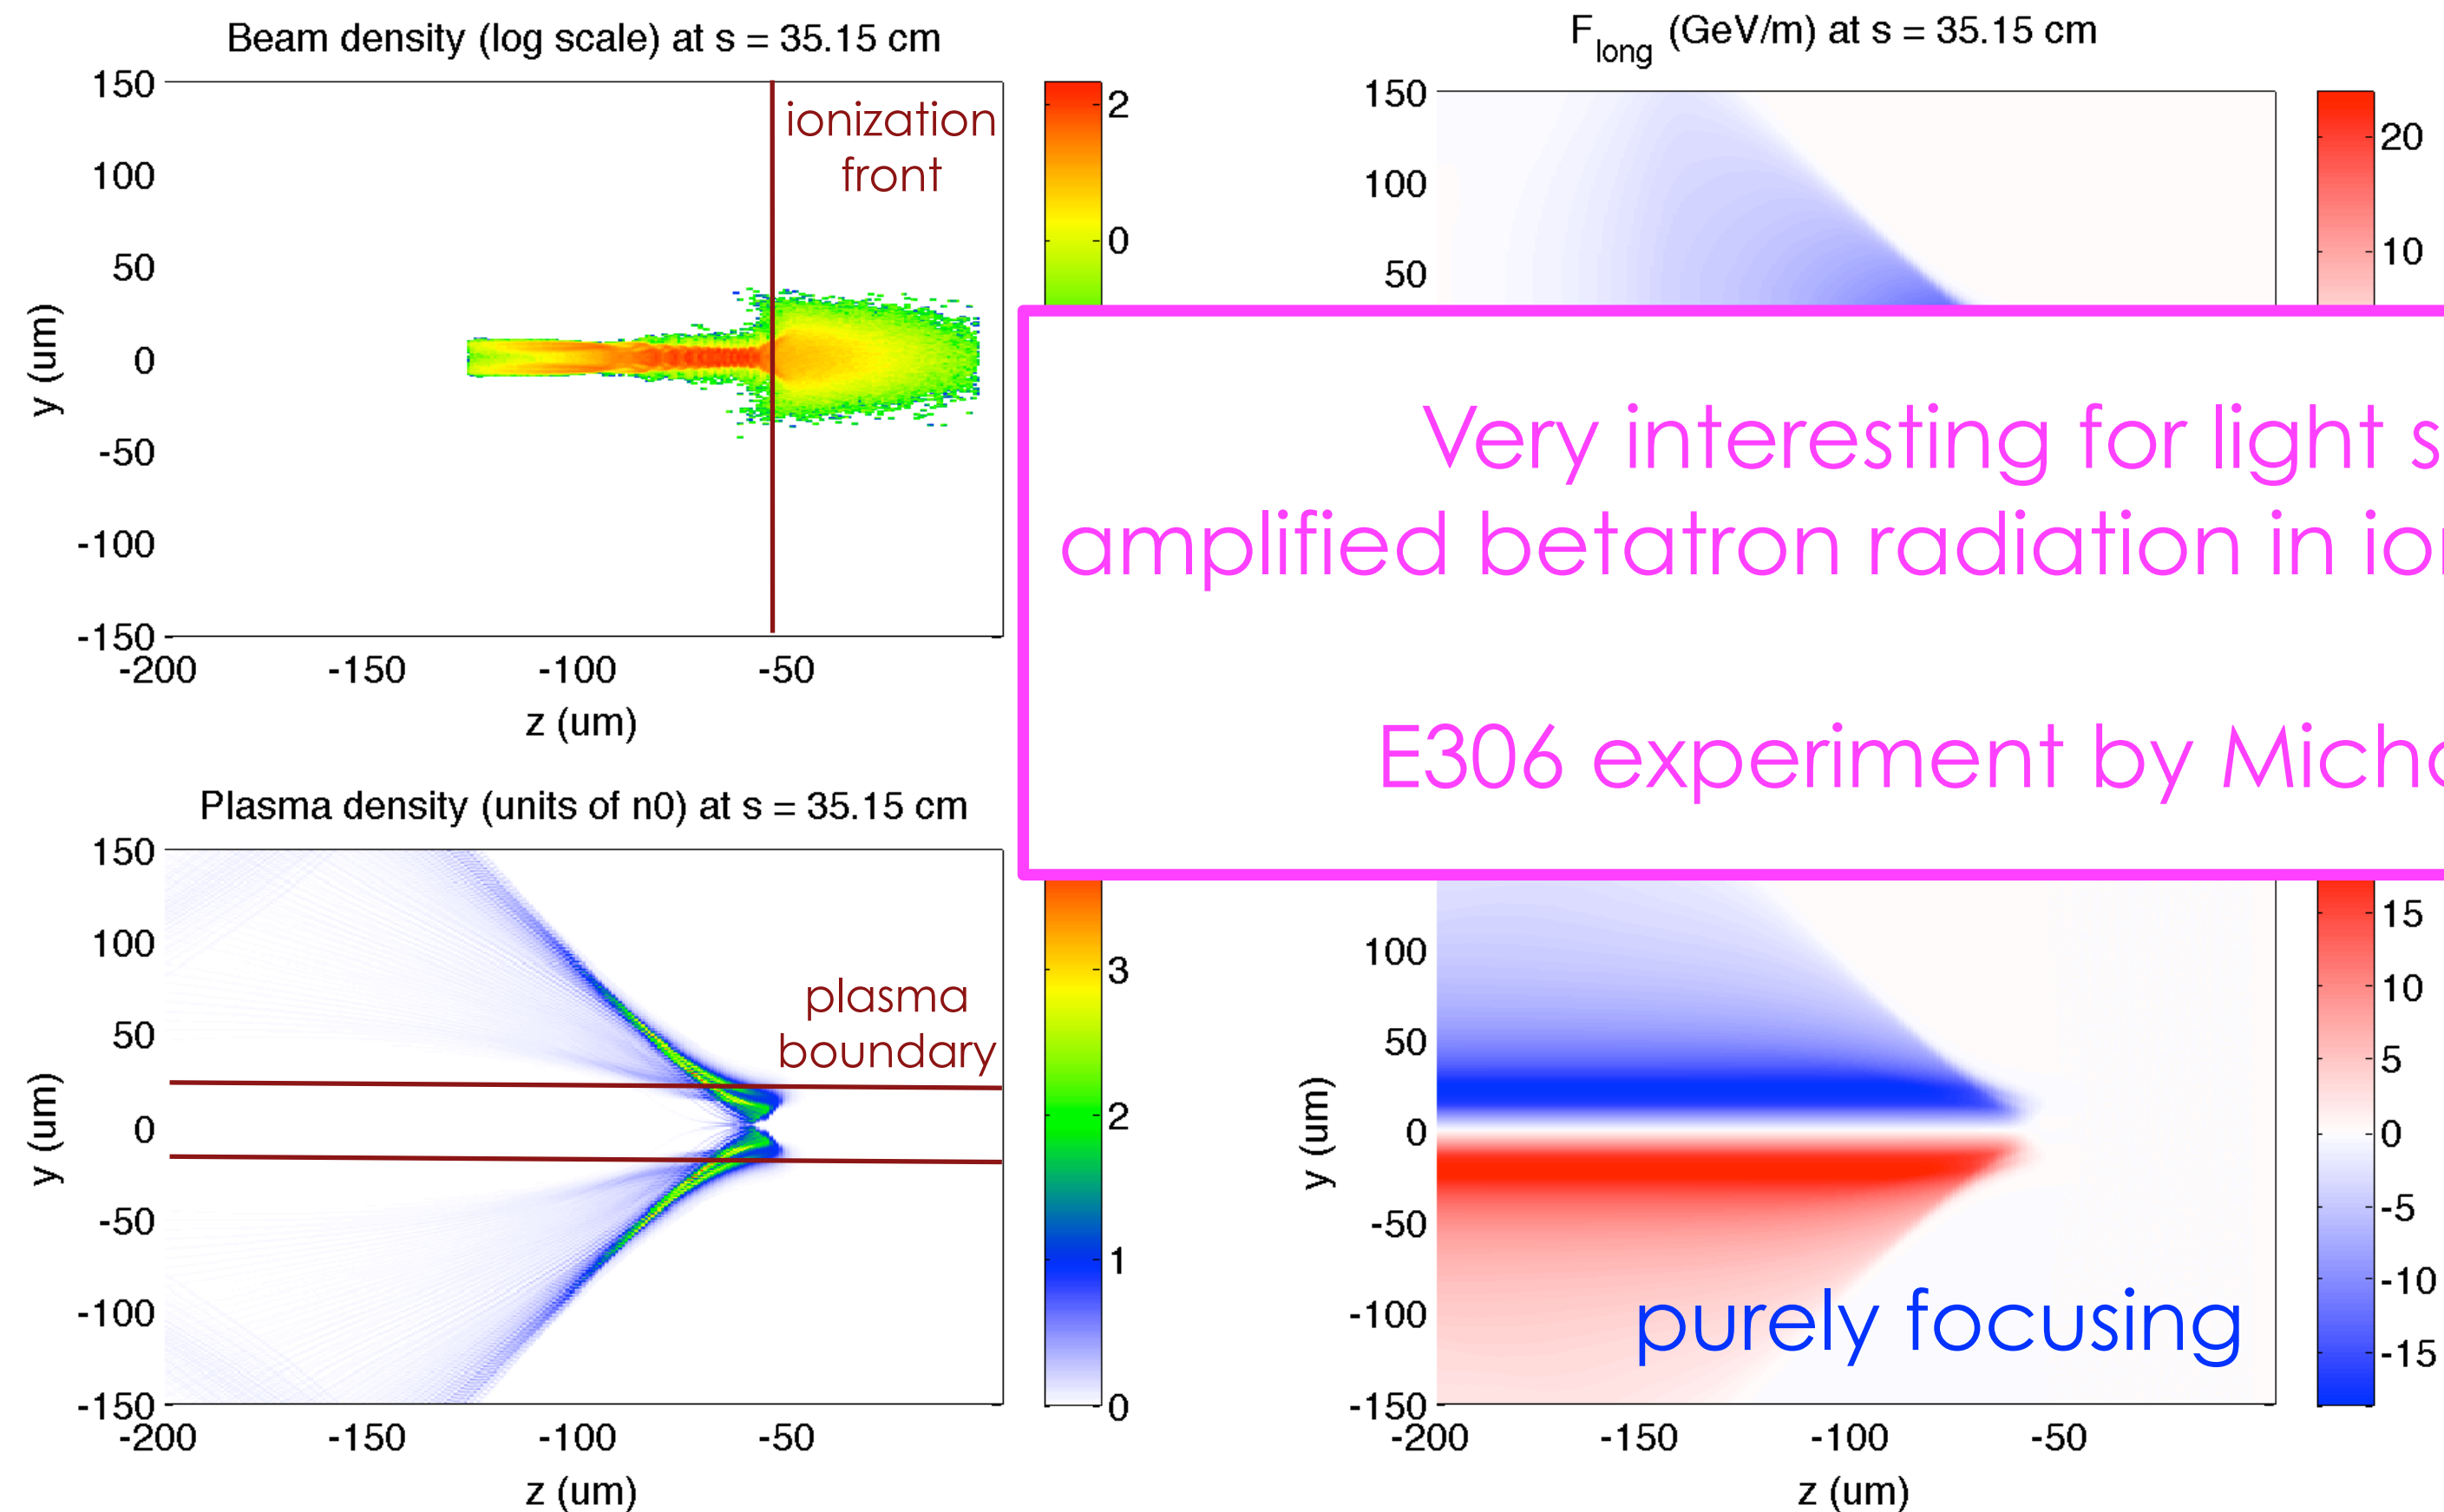 Beam density (log scale) at s = 35.15 cm
150
100
50
0
-50
-100
-150
y (um)
-200
-150
-100
-50
z (um)
ionization
front
2
0
F_long (GeV/m) at s = 35.15 cm
150
100
50
20
10
Very interesting for light
amplified betatron radiation in
E306 experiment by
Plasma density (units of n0) at s = 35.15 cm
150
100
50
0
-50
-100
-150
y (um)
-200
-150
-100
-50
z (um)
plasma
boundary
3
2
1
0
100
50
0
-50
-100
-150
y (um)
-200
-150
-100
-50
z (um)
purely focusing
15
10
5
0
-5
-10
-15